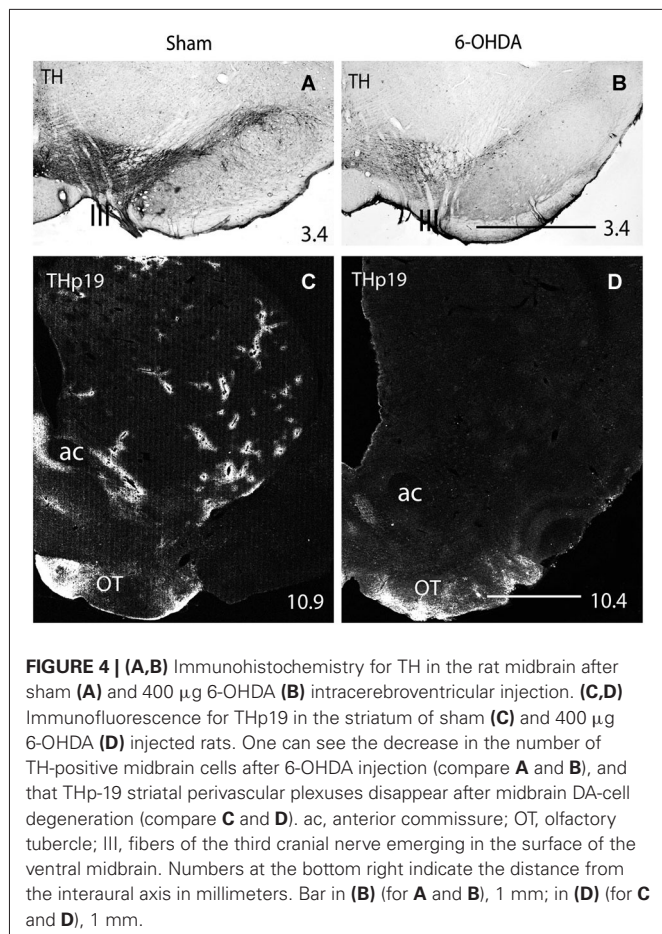 Sham
6-OHDA
TH
A
III
3.4
B
III
3.4
THp19
C
ac
OT
10.9
THp19
D
ac
OT
10.4
FIGURE 4 | (A,B) Immunohistochemistry for TH in the rat midbrain after
sham (A) and 400 μg 6-OHDA (B) intracerebroventricular injection. (C,D)
Immunofluorescence for THp19 in the striatum of sham (C) and 400 μg
6-OHDA (D) injected rats. One can see the decrease in the number of
TH-positive midbrain cells after 6-OHDA injection (compare A and B), and
that THp-19 striatal perivascular plexuses disappear after midbrain DA-cell
degeneration (compare C and D). ac, anterior commissure; OT, olfactory
tubercle; III, fibers of the third cranial nerve emerging in the surface of the
ventral midbrain. Numbers at the bottom right indicate the distance from
the interaural axis in millimeters. Bar in (B) (for A and B), 1 mm; in (D) (for C
and D), 1 mm.